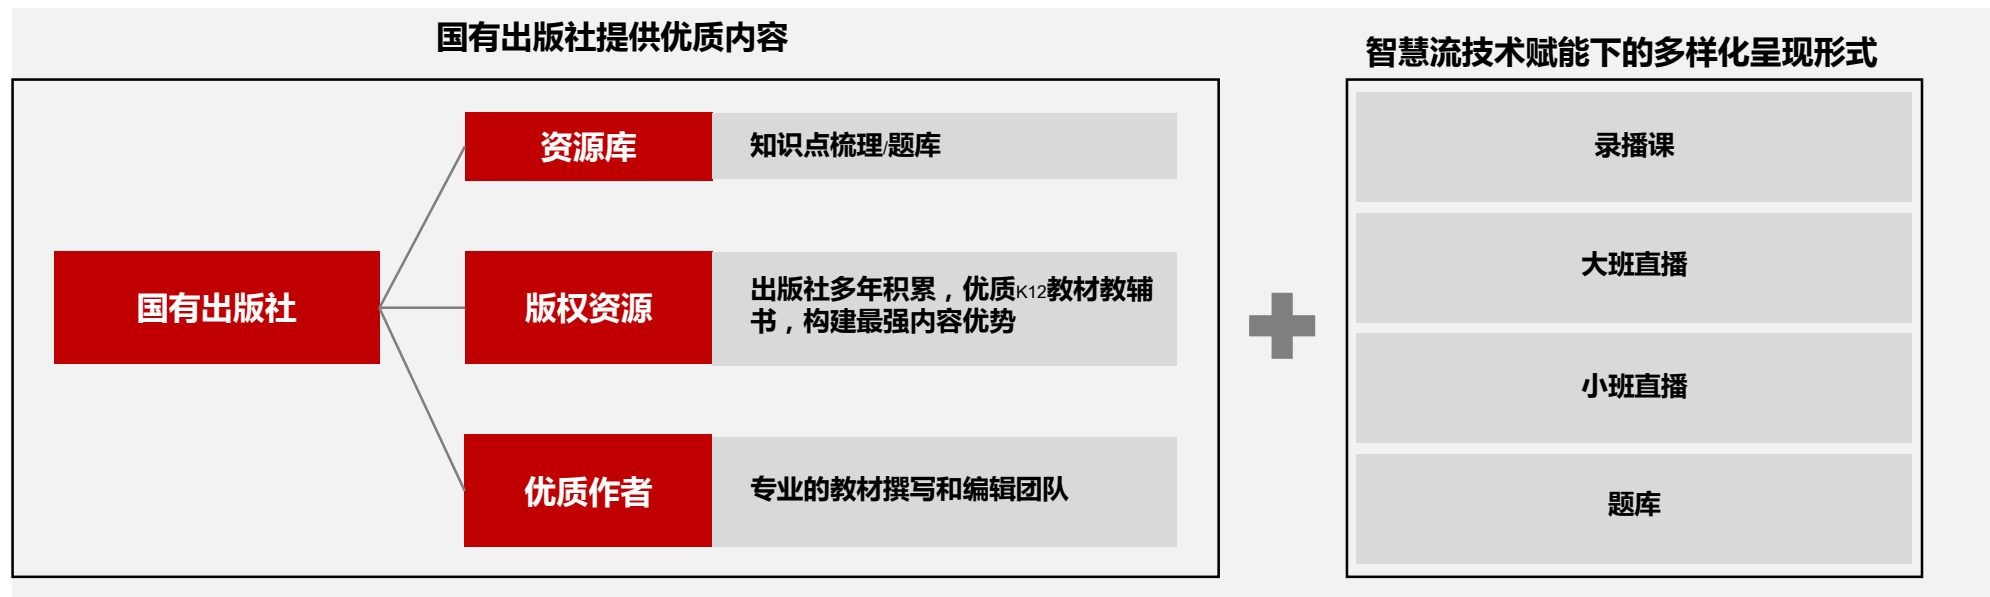 国有出版社提供优质内容
智慧流技术赋能下的多样化呈现形式
国有出版社
资源库
知识点梳理/题库
版权资源
出版社多年积累，优质K12教材教辅
书，构建最强内容优势
优质作者
专业的教材撰写和编辑团队
录播课
大班直播
小班直播
题库